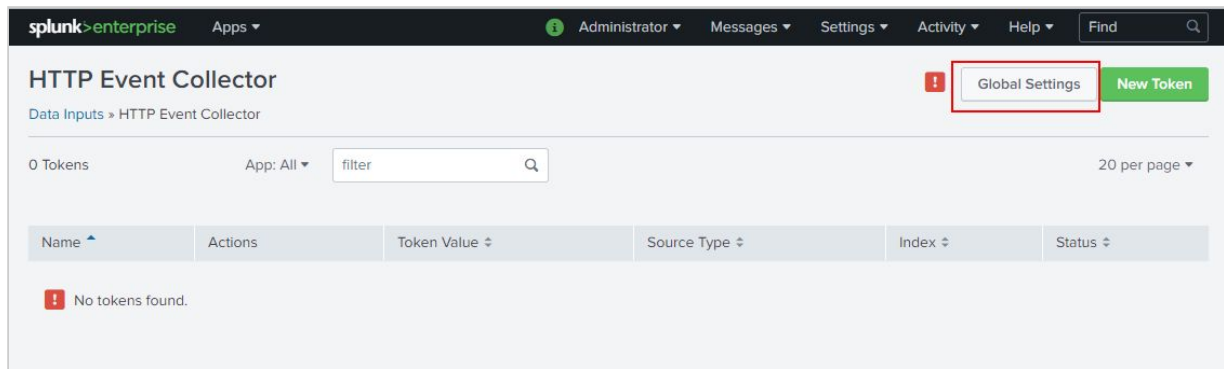 splunk>enterprise Apps Administrator Messages Settings Activity Help Find
HTTP Event Collector
Global Settings New Token
Data Inputs » HTTP Event Collector
0 Tokens App: All filter 20 per page
Name Actions Token Value Source Type Index Status
No tokens found.